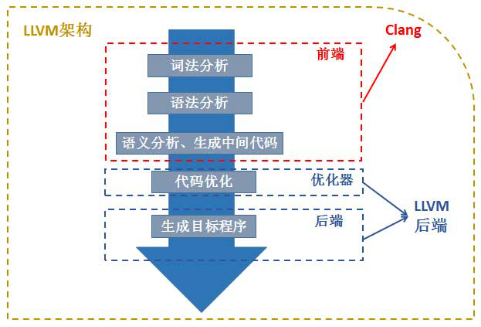 LLVM架构
Clang
前端
词法分析
语法分析
语义分析、生成中间代码
代码优化
优化器
生成目标程序
后端
LLVM
后端